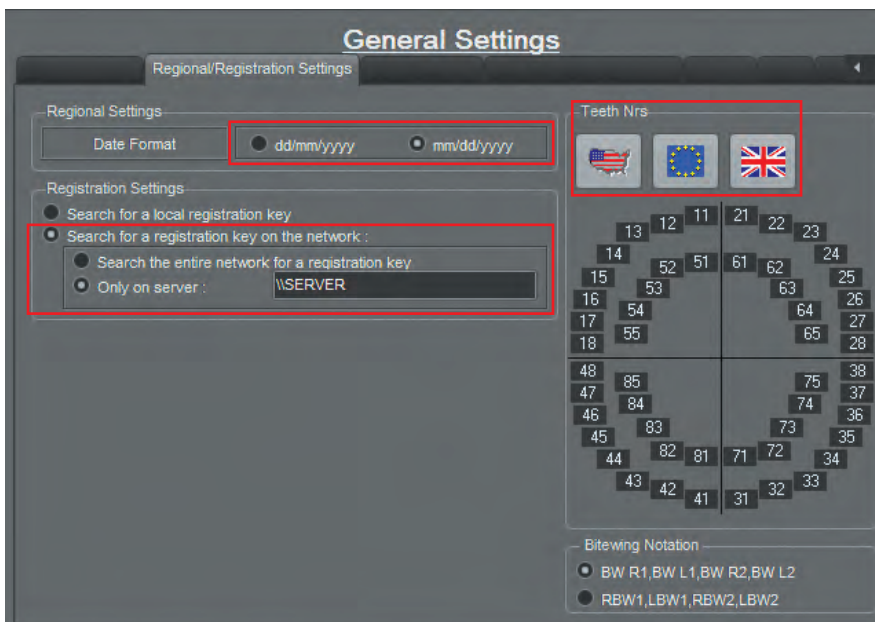 General Settings
Regional/Registration Settings
Regional Settings
Date Format
dd/mm/yyyy
mm/dd/yyyy
Registration Settings
Search for a local registration key
Search for a registration key on the network :
Search the entire network for a registration key
Only on server :
\\SERVER
Teeth Nrs
13 12 11 21 22 23
14 24
15 52 51 61 62 25
16 53 63 26
17 54 64 27
18 55 65 28
48 85 75 38
47 84 74 37
46 83 73 36
45 82 81 71 72 35
44 34
43 42 41 31 32 33
Bitewing Notation
BW R1,BW L1,BW R2,BW L2
RBW1,LBW1,RBW2,LBW2